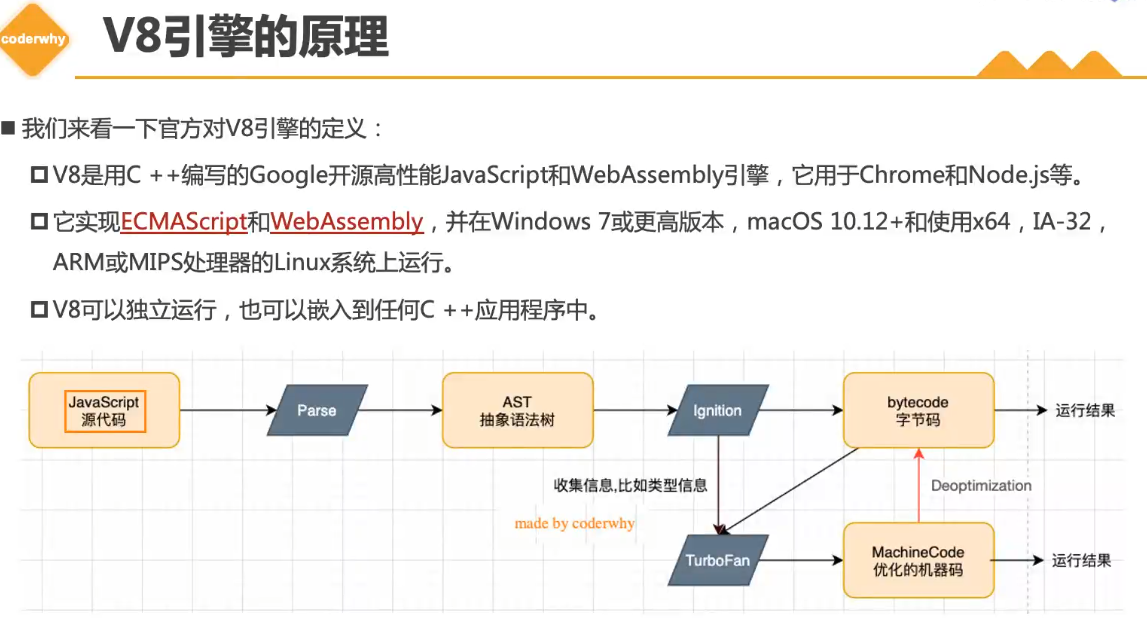 coderwhy
V8引擎的原理
我们来看一下官方对V8引擎的定义：
V8是用C ++编写的Google开源高性能JavaScript和WebAssembly引擎，它用于Chrome和Node.js等。
它实现ECMAScript和WebAssembly，并在Windows 7或更高版本，macOS 10.12+和使用x64，IA-32，
ARM或MIPS处理器的Linux系统上运行。
V8可以独立运行，也可以嵌入到任何C ++应用程序中。
JavaScript
源代码
Parse
AST
抽象语法树
Ignition
bytecode
字节码
运行结果
收集信息,比如类型信息
Deoptimization
made by coderwhy
TurboFan
MachineCode
优化的机器码
运行结果